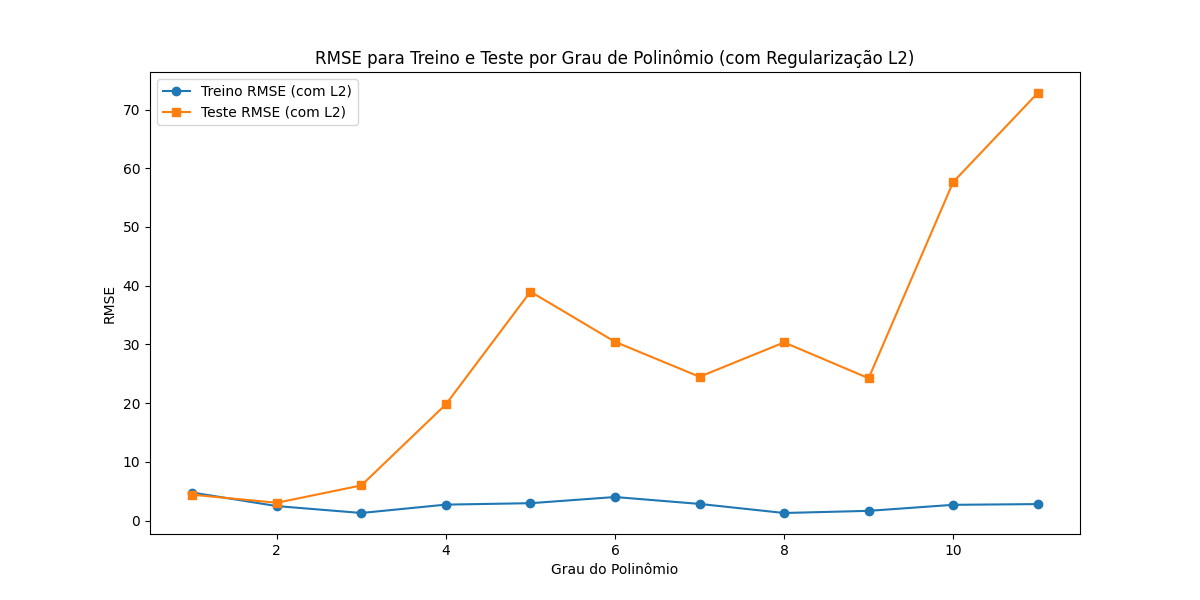 RMSE para Treino e Teste por Grau de Polinômio (com Regularização L2)
Treino RMSE (com L2)
Teste RMSE (com L2)
RMSE
70
60
50
40
30
20
10
0
2 4 6 8 10
Grau do Polinômio